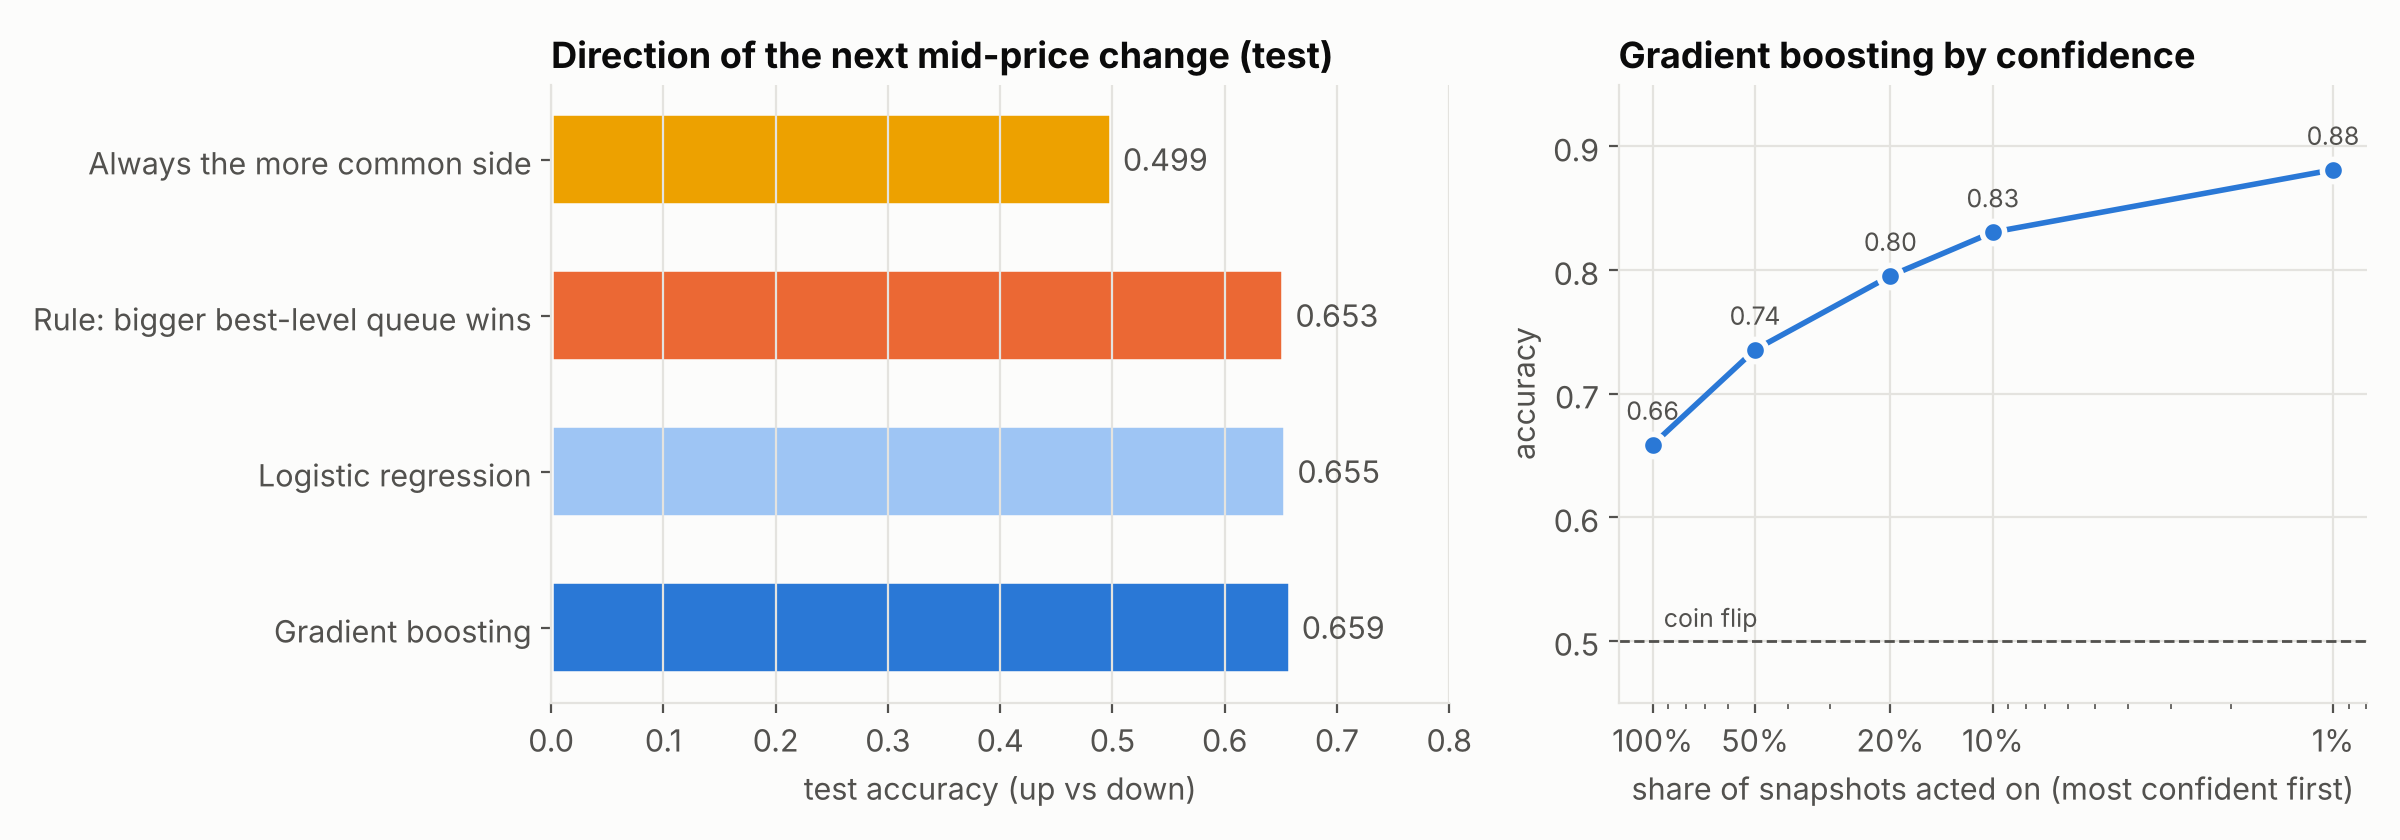 Direction of the next mid-price change (test)
Always the more common side
0.499
Rule: bigger best-level queue wins
0.653
Logistic regression
0.655
Gradient boosting
0.659
0.0 0.1 0.2 0.3 0.4 0.5 0.6 0.7 0.8
test accuracy (up vs down)
Gradient boosting by confidence
accuracy
0.9
0.8
0.7
0.6
0.5
0.66
0.74
0.80
0.83
0.88
coin flip
100% 50% 20% 10% 1%
share of snapshots acted on (most confident first)